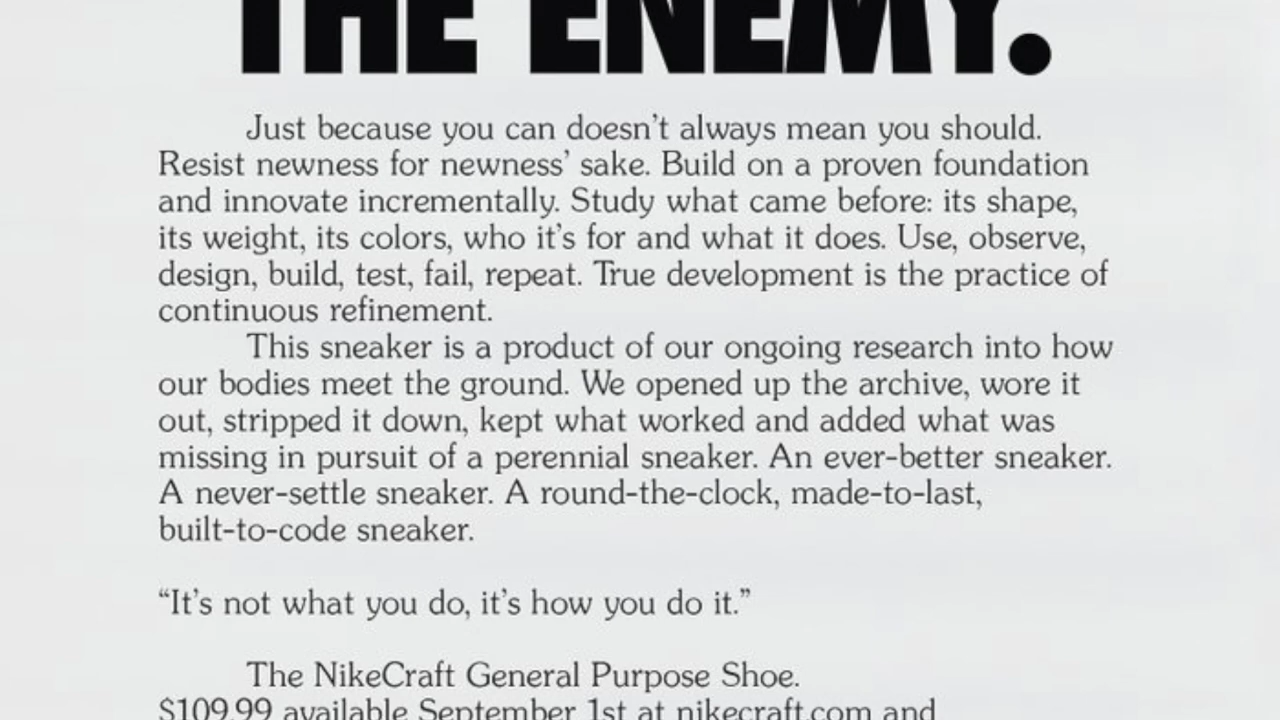 THE ENEMY.
Just because you can doesn’t always mean you should.
Resist newness for newness’ sake. Build on a proven foundation
and innovate incrementally. Study what came before: its shape,
its weight, its colors, who it’s for and what it does. Use, observe,
design, build, test, fail, repeat. True development is the practice of
continuous refinement.
This sneaker is a product of our ongoing research into how
our bodies meet the ground. We opened up the archive, wore it
out, stripped it down, kept what worked and added what was
missing in pursuit of a perennial sneaker. An ever-better sneaker.
A never-settle sneaker. A round-the-clock, made-to-last,
built-to-code sneaker.
“It’s not what you do, it’s how you do it.”
The NikeCraft General Purpose Shoe.
$109.99 available September 1st at nikecraft.com and